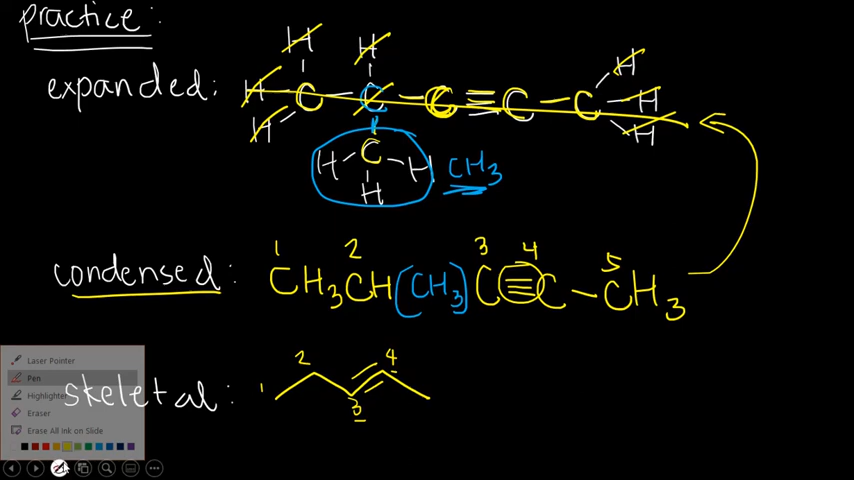 practice:
H H H
expanded: H C C C≡C C H
H H
H C H CH3
H
1 2 3 4 5
condensed: CH3CH(CH3)C≡C-CH3
Laser Pointer
Pen
Highlighter
Eraser
Erase All Ink on Slide
skeletal: 1 2 3 4